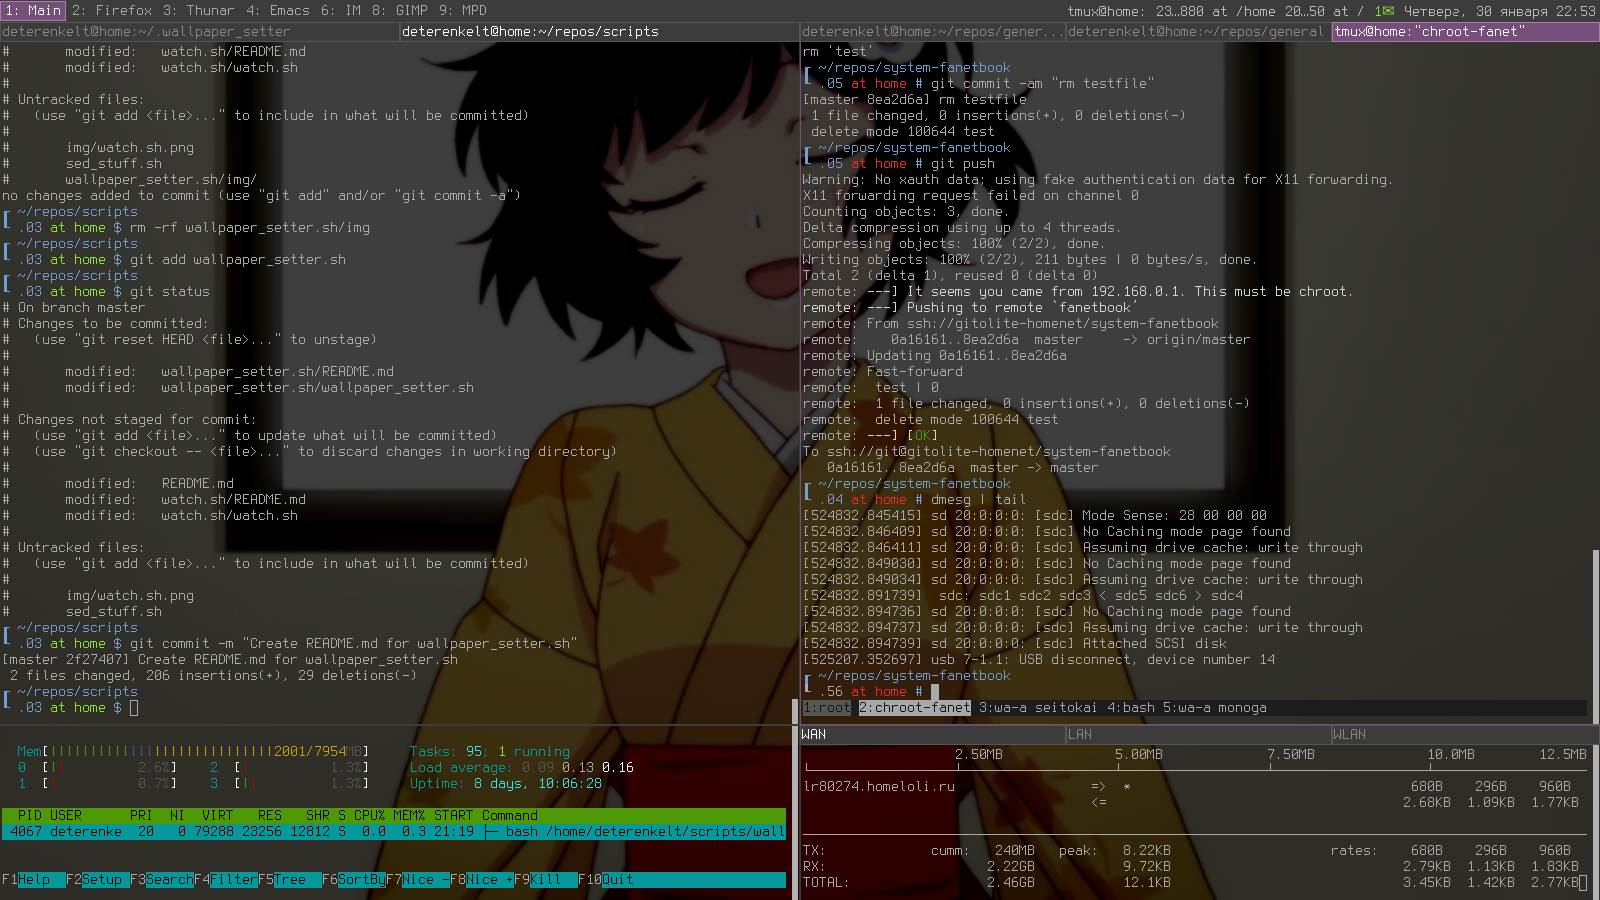 1: Main 2: Firefox 3: Thunar 4: Emacs 6: IM 8: GIMP 9: MPD
tmux@home: 23…880 at /home 20…50 at / 1✉ Четверг, 30 января 22:53
deterenkelt@home:~/.wallpaper_setter
deterenkelt@home:~/repos/scripts
deterenkelt@home:~/repos/gener...
deterenkelt@home:~/repos/general
tmux@home:"chroot-fanet"
#       modified:   watch.sh/README.md
#       modified:   watch.sh/watch.sh
#
# Untracked files:
#   (use "git add <file>..." to include in what will be committed)
#
#       img/watch.sh.png
#       sed_stuff.sh
#       wallpaper_setter.sh/img/
no changes added to commit (use "git add" and/or "git commit -a")
~/repos/scripts
.03 at home $ rm -rf wallpaper_setter.sh/img
~/repos/scripts
.03 at home $ git add wallpaper_setter.sh
~/repos/scripts
.03 at home $ git status
# On branch master
# Changes to be committed:
#   (use "git reset HEAD <file>..." to unstage)
#
#       modified:   wallpaper_setter.sh/README.md
#       modified:   wallpaper_setter.sh/wallpaper_setter.sh
#
# Changes not staged for commit:
#   (use "git add <file>..." to update what will be committed)
#   (use "git checkout -- <file>..." to discard changes in working directory)
#
#       modified:   README.md
#       modified:   watch.sh/README.md
#       modified:   watch.sh/watch.sh
#
# Untracked files:
#   (use "git add <file>..." to include in what will be committed)
#
#       img/watch.sh.png
#       sed_stuff.sh
~/repos/scripts
.03 at home $ git commit -m "Create README.md for wallpaper_setter.sh"
[master 2f27407] Create README.md for wallpaper_setter.sh
2 files changed, 206 insertions(+), 29 deletions(-)
~/repos/scripts
.03 at home $
rm 'test'
~/repos/system-fanetbook
.05 at home # git commit -am "rm testfile"
[master 8ea2d6a] rm testfile
1 file changed, 0 insertions(+), 0 deletions(-)
delete mode 100644 test
~/repos/system-fanetbook
.05 at home # git push
Warning: No xauth data; using fake authentication data for X11 forwarding.
X11 forwarding request failed on channel 0
Counting objects: 3, done.
Delta compression using up to 4 threads.
Compressing objects: 100% (2/2), done.
Writing objects: 100% (2/2), 211 bytes | 0 bytes/s, done.
Total 2 (delta 1), reused 0 (delta 0)
remote: ---] It seems you came from 192.168.0.1. This must be chroot.
remote: ---] Pushing to remote `fanetbook'
remote: From ssh://gitolite-homenet/system-fanetbook
remote:    0a16161..8ea2d6a  master     -> origin/master
remote: Updating 0a16161..8ea2d6a
remote: Fast-forward
remote:  test | 0
remote:  1 file changed, 0 insertions(+), 0 deletions(-)
remote:  delete mode 100644 test
remote: ---] [OK]
To ssh://git@gitolite-homenet/system-fanetbook
0a16161..8ea2d6a  master -> master
~/repos/system-fanetbook
.04 at home # dmesg | tail
[524832.845415] sd 20:0:0:0: [sdc] Mode Sense: 28 00 00 00
[524832.846409] sd 20:0:0:0: [sdc] No Caching mode page found
[524832.846411] sd 20:0:0:0: [sdc] Assuming drive cache: write through
[524832.849030] sd 20:0:0:0: [sdc] No Caching mode page found
[524832.849034] sd 20:0:0:0: [sdc] Assuming drive cache: write through
[524832.891739]  sdc: sdc1 sdc2 sdc3 < sdc5 sdc6 > sdc4
[524832.894736] sd 20:0:0:0: [sdc] No Caching mode page found
[524832.894737] sd 20:0:0:0: [sdc] Assuming drive cache: write through
[524832.894739] sd 20:0:0:0: [sdc] Attached SCSI disk
[525207.352697] usb 7-1.1: USB disconnect, device number 14
~/repos/system-fanetbook
.56 at home #
1:root 2:chroot-fanet 3:wa-a seitokai 4:bash 5:wa-a monoga
Mem[||||||||||||||||||||||||||||2001/7954MB] Tasks: 95; 1 running
0 [|| 2.6%] 2 [| 1.3%] Load average: 0.09 0.13 0.16
1 [| 0.7%] 3 [|| 1.3%] Uptime: 8 days, 10:06:28
PID USER PRI NI VIRT RES SHR S CPU% MEM% START Command
4067 deterenke 20 0 79288 23256 12812 S 0.0 0.3 21:19 ├─ bash /home/deterenkelt/scripts/wall
F1Help F2Setup F3SearchF4FilterF5Tree F6SortByF7Nice -F8Nice +F9Kill F10Quit
WAN LAN WLAN
2.50MB 5.00MB 7.50MB 10.0MB 12.5MB
lr80274.homeloli.ru => * 680B 296B 960B
<= 2.68KB 1.09KB 1.77KB
TX: cumm: 240MB peak: 8.22KB rates: 680B 296B 960B
RX: 2.22GB 9.72KB 2.79KB 1.13KB 1.83KB
TOTAL: 2.46GB 12.1KB 3.45KB 1.42KB 2.77KB